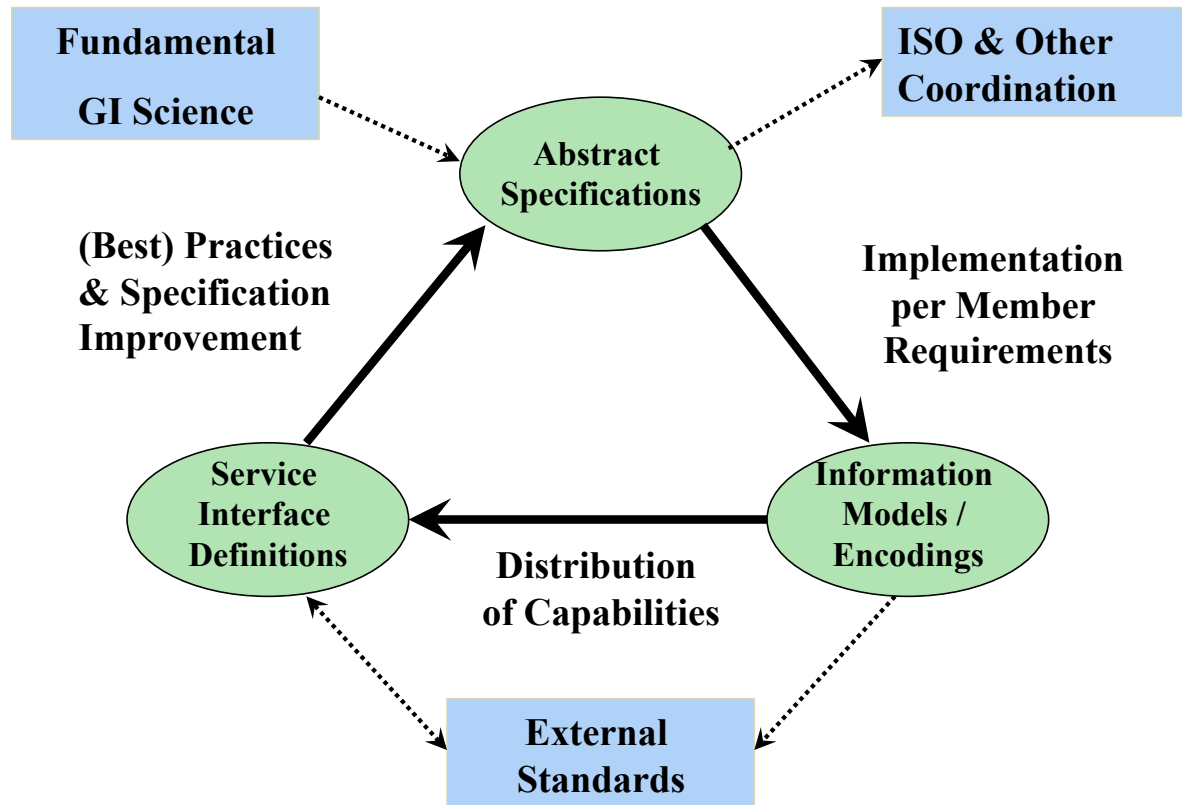 Fundamental
GI Science
ISO & Other
Coordination
Abstract
Specifications
(Best) Practices
& Specification
Improvement
Implementation
per Member
Requirements
Service
Interface
Definitions
Information
Models /
Encodings
Distribution
of Capabilities
External
Standards